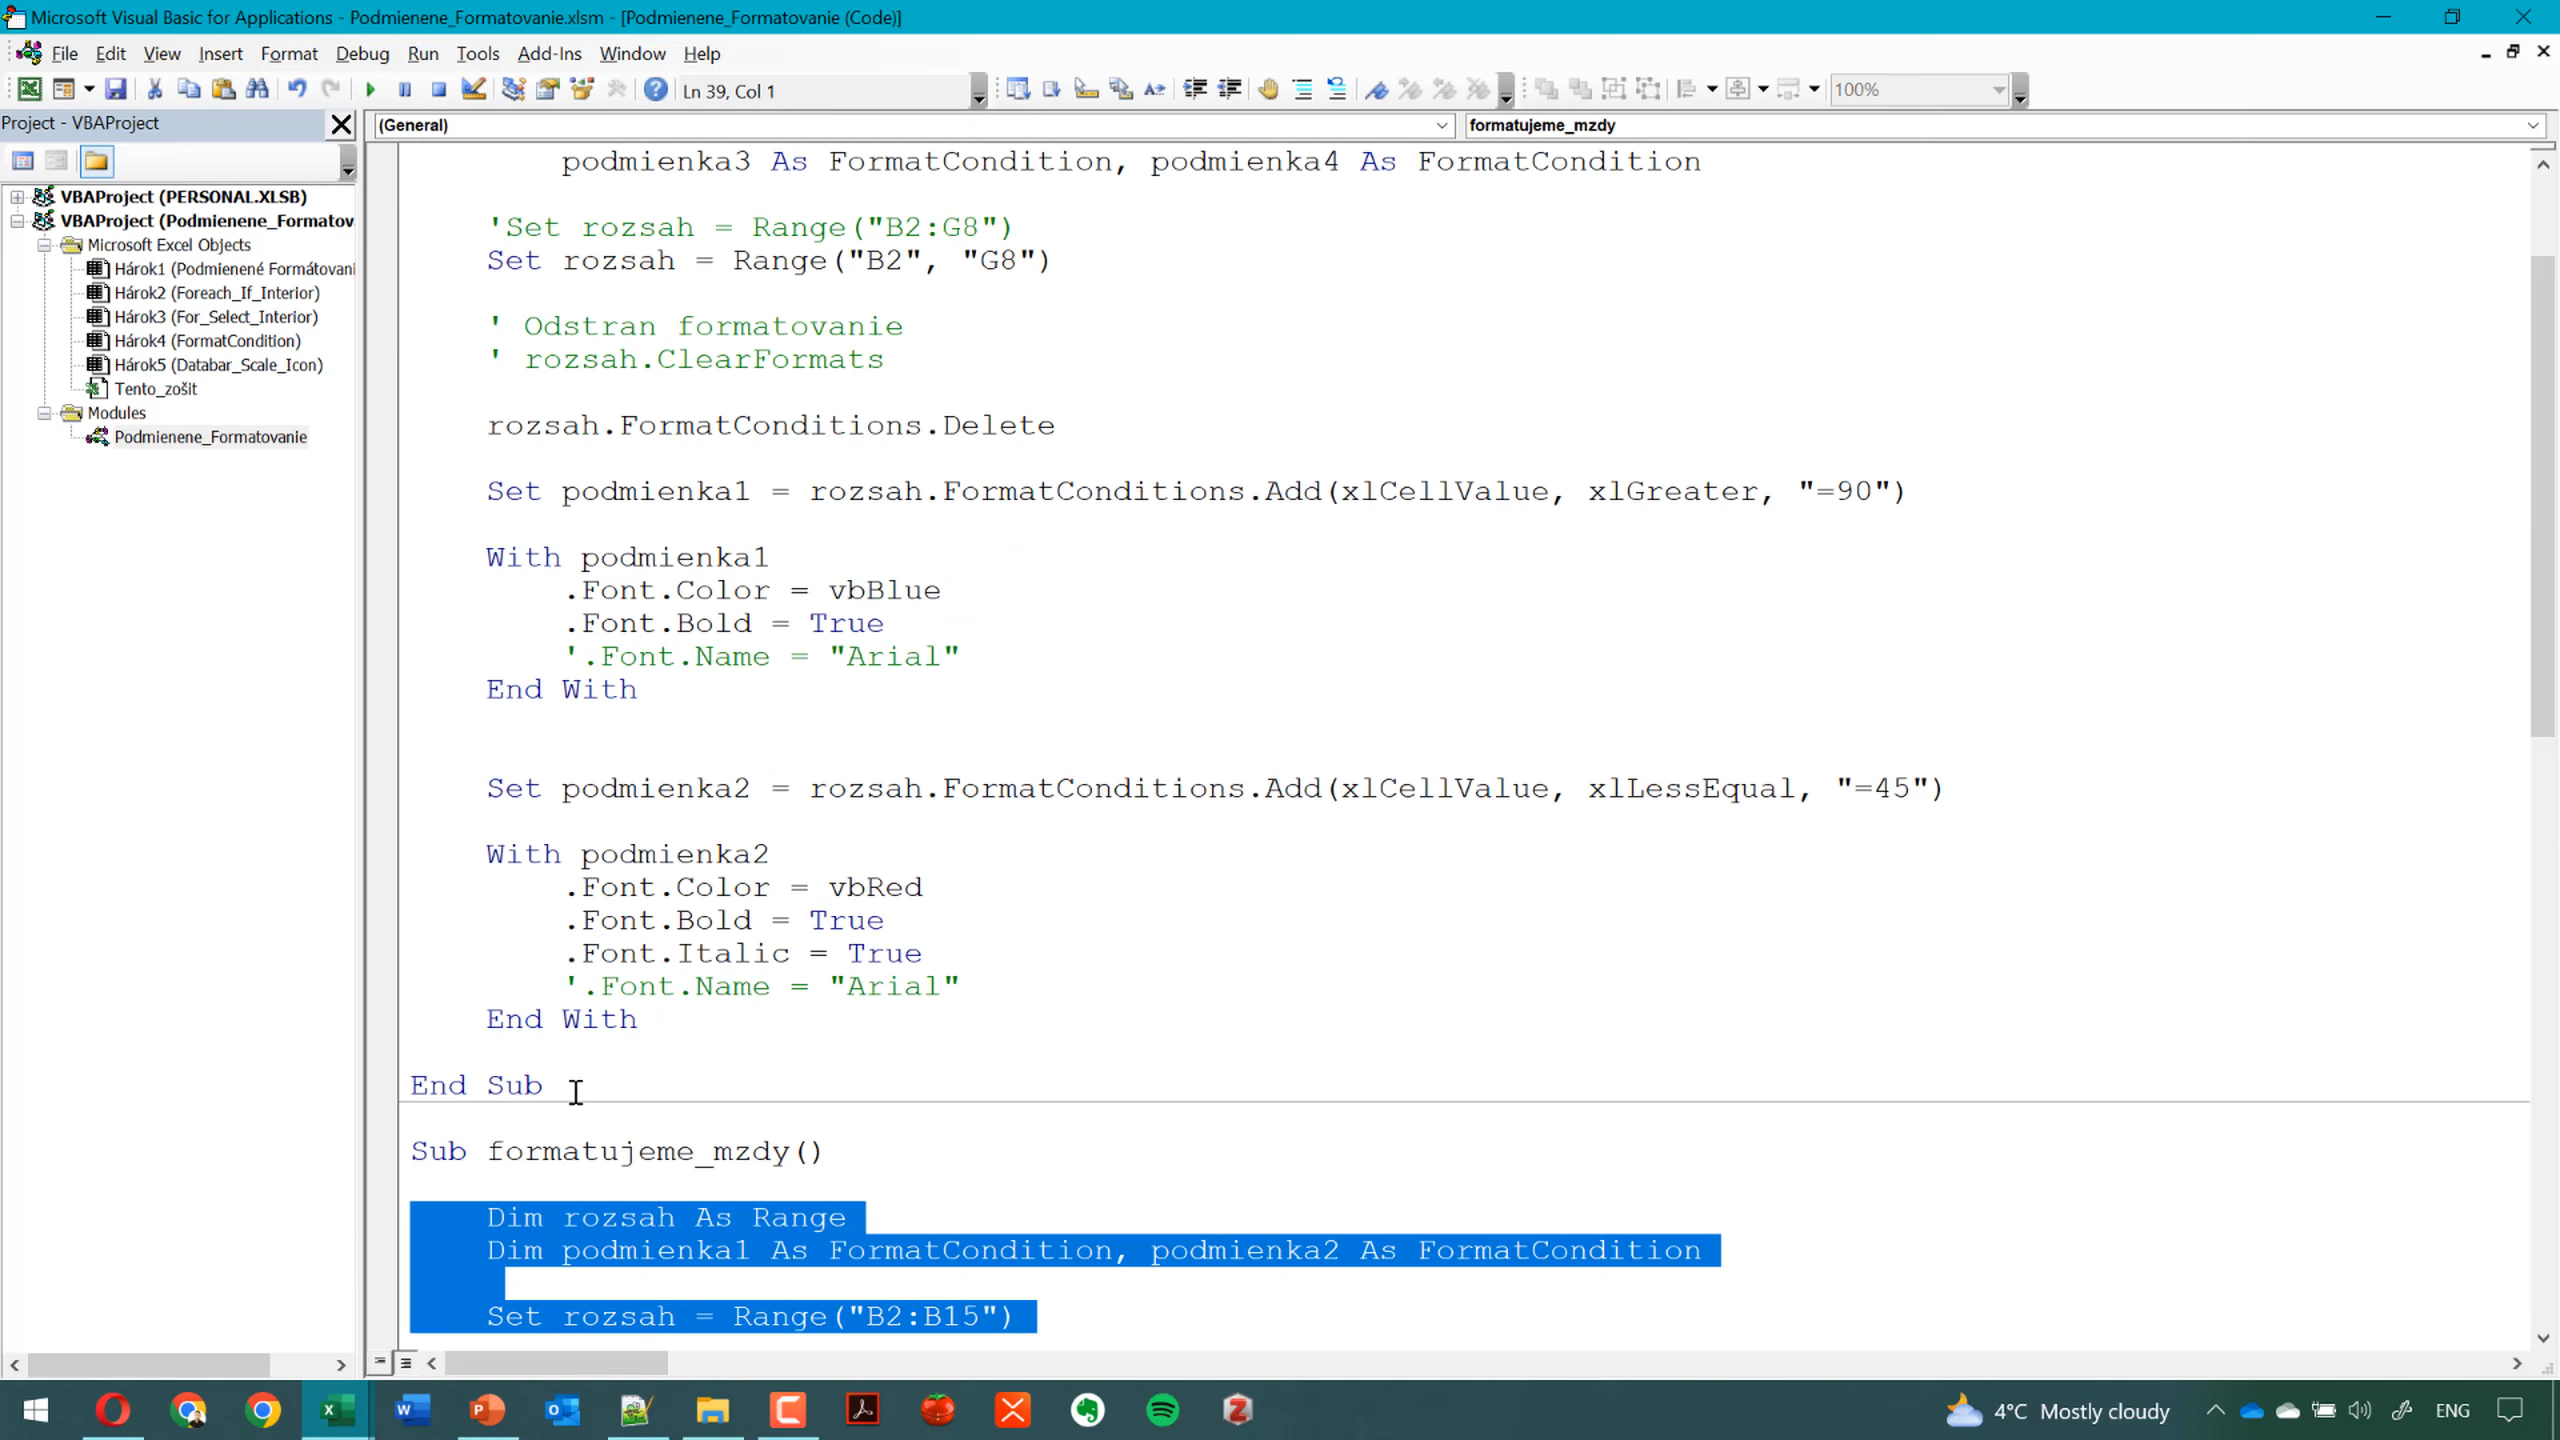 Microsoft Visual Basic for Applications - Podmienene_Formatovanie.xlsm - [Podmienene_Formatovanie (Code)]
File Edit View Insert Format Debug Run Tools Add-Ins Window Help
Ln 39, Col 1
100%
Project - VBAProject
(General)
formatujeme_mzdy
VBAProject (PERSONAL.XLSB)
VBAProject (Podmienene_Formatov
Microsoft Excel Objects
Hárok1 (Podmienené Formátovani
Hárok2 (Foreach_If_Interior)
Hárok3 (For_Select_Interior)
Hárok4 (FormatCondition)
Hárok5 (Databar_Scale_Icon)
Tento_zošit
Modules
Podmienene_Formatovanie
podmienka3 As FormatCondition, podmienka4 As FormatCondition
'Set rozsah = Range("B2:G8")
Set rozsah = Range("B2", "G8")
' Odstran formatovanie
' rozsah.ClearFormats
rozsah.FormatConditions.Delete
Set podmienka1 = rozsah.FormatConditions.Add(xlCellValue, xlGreater, "=90")
With podmienka1
.Font.Color = vbBlue
.Font.Bold = True
'.Font.Name = "Arial"
End With
Set podmienka2 = rozsah.FormatConditions.Add(xlCellValue, xlLessEqual, "=45")
With podmienka2
.Font.Color = vbRed
.Font.Bold = True
.Font.Italic = True
'.Font.Name = "Arial"
End With
End Sub
Sub formatujeme_mzdy()
Dim rozsah As Range
Dim podmienka1 As FormatCondition, podmienka2 As FormatCondition
Set rozsah = Range("B2:B15")
4°C Mostly cloudy
ENG